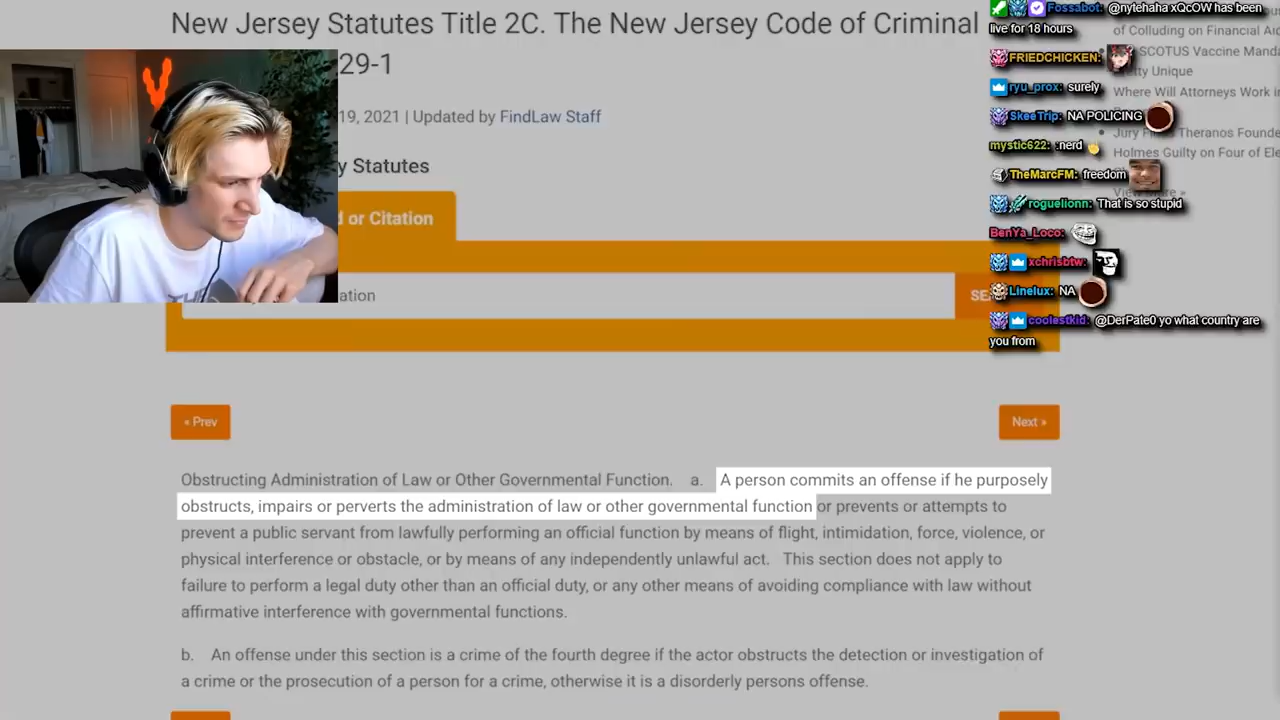 New Jersey Statutes Title 2C. The New Jersey Code of Criminal
29-1
19, 2021 | Updated by FindLaw Staff
y Statutes
d or Citation
ation
SE
« Prev
Next »
Obstructing Administration of Law or Other Governmental Function. a. A person commits an offense if he purposely
obstructs, impairs or perverts the administration of law or other governmental function or prevents or attempts to
prevent a public servant from lawfully performing an official function by means of flight, intimidation, force, violence, or
physical interference or obstacle, or by means of any independently unlawful act. This section does not apply to
failure to perform a legal duty other than an official duty, or any other means of avoiding compliance with law without
affirmative interference with governmental functions.
b. An offense under this section is a crime of the fourth degree if the actor obstructs the detection or investigation of
a crime or the prosecution of a person for a crime, otherwise it is a disorderly persons offense.
Fossabot: @nytehaha xQcOW has been
live for 18 hours
FRIEDCHICKEN:
ryu_prox: surely
SkeeTrip: NA POLICING
mystic622: :nerd
TheMarcFM: freedom
roguelionn: That is so stupid
BenYa_Loco:
xchrisbtw:
Linelux: NA
coolestkid: @DerPate0 yo what country are
you from
of Colluding on Financial Aid
SCOTUS Vaccine Manda
tty Unique
Where Will Attorneys Work in
Jury Theranos Founde
Holmes Guilty on Four of Ele